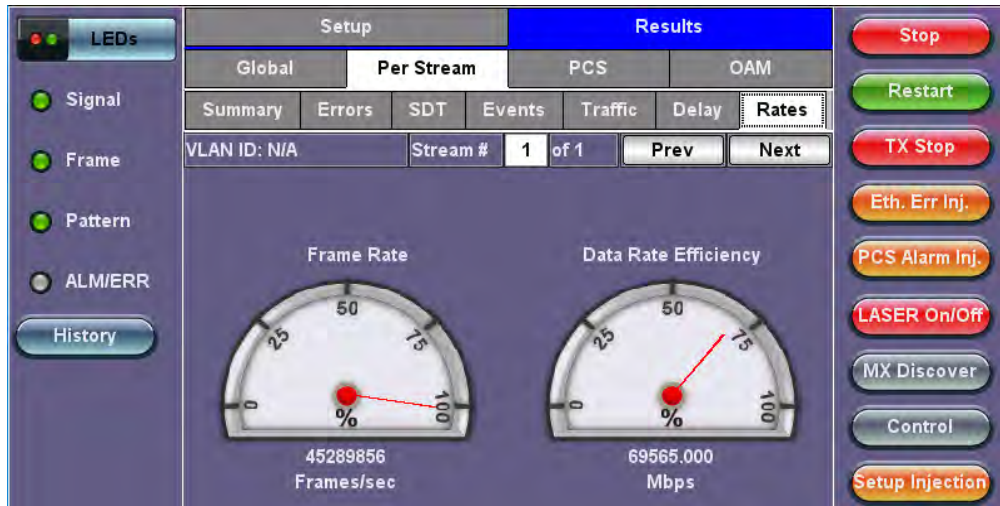 LEDs
Signal
Frame
Pattern
ALM/ERR
History
Setup Results
Global Per Stream PCS OAM
Summary Errors SDT Events Traffic Delay Rates
VLAN ID: N/A Stream # 1 of 1 Prev Next
Frame Rate
0 25 50 75 100
%
45289856
Frames/sec
Data Rate Efficiency
0 25 50 75 100
%
69565.000
Mbps
Stop
Restart
TX Stop
Eth. Err Inj.
PCS Alarm Inj.
LASER On/Off
MX Discover
Control
Setup Injection